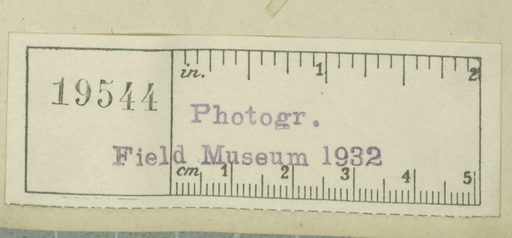 in. 1 2
19544
Photogr.
Field Museum 1932
cm 1 2 3 4 5